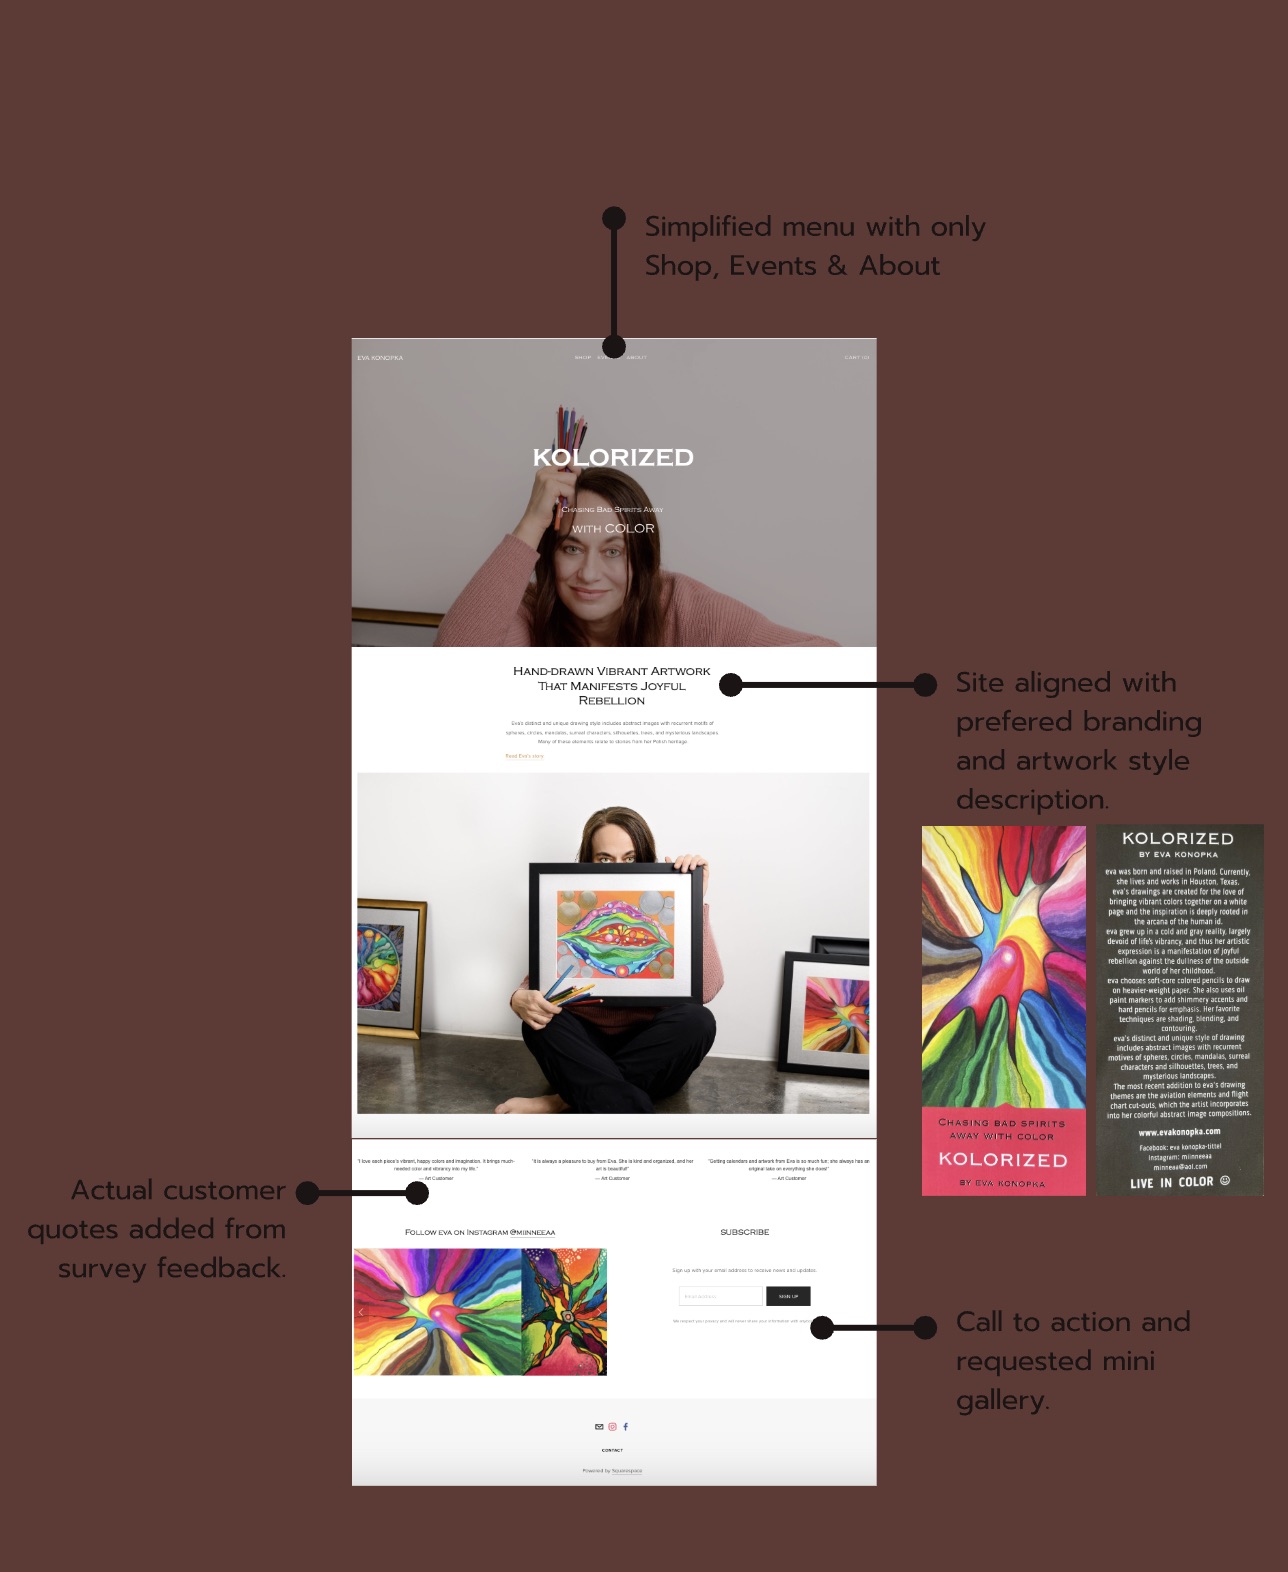 Simplified menu with only
Shop, Events & About
EVA KONOPKA
SHOP
ABOUT
CART (0)
KOLORIZED
Chasing Bad Spirits Away
with COLOR
Hand-drawn Vibrant Artwork
That Manifests Joyful
Rebellion
Eva's distinct and unique drawing style includes abstract images with recurrent motifs of
spheres, circles, mandalas, surreal characters, silhouettes, trees, and mysterious landscapes.
Many of these elements relate to stories from her Polish heritage.
Read Eva's story
Site aligned with
prefered branding
and artwork style
description.
CHASING BAD SPIRITS
AWAY WITH COLOR
KOLORIZED
BY EVA KONOPKA
KOLORIZED
BY EVA KONOPKA
eva was born and raised in Poland. Currently,
she lives and works in Houston, Texas.
eva's drawings are created for the love of
bringing vibrant colors together on a white
page and the inspiration is deeply rooted in
the arcana of the human id.
eva grew up in a cold and gray reality, largely
devoid of life's vibrancy, and thus her artistic
expression is a manifestation of joyful
rebellion against the dullness of the outside
world of her childhood.
eva chooses soft-core colored pencils to draw
on heavier-weight paper. She also uses oil
paint markers to add shimmery accents and
hard pencils for emphasis. Her favorite
techniques are shading, blending, and
contouring.
eva's distinct and unique style of drawing
includes abstract images with recurrent
motives of spheres, circles, mandalas, surreal
characters and silhouettes, trees, and
mysterious landscapes.
The most recent addition to eva's drawing
themes are the aviation elements and flight
chart cut-outs, which the artist incorporates
into her colorful abstract image compositions.
www.evakonopka.com
Facebook: eva konopka-tittel
Instagram: miinneeaa
minneaa@aol.com
LIVE IN COLOR ☺
Actual customer
quotes added from
survey feedback.
"I love each piece's vibrant, happy colors and imagination. It brings much-
needed color and vibrancy into my life."
— Art Customer
"It is always a pleasure to buy from Eva. She is kind and organized, and her
art is beautiful!"
— Art Customer
"Getting calendars and artwork from Eva is so much fun; she always has an
original take on everything she does!"
— Art Customer
Follow eva on Instagram @miinneeaa
SUBSCRIBE
Sign up with your email address to receive news and updates.
Email Address
SIGN UP
We respect your privacy and will never share your information with
Call to action and
requested mini
gallery.
CONTACT
Powered by Squarespace